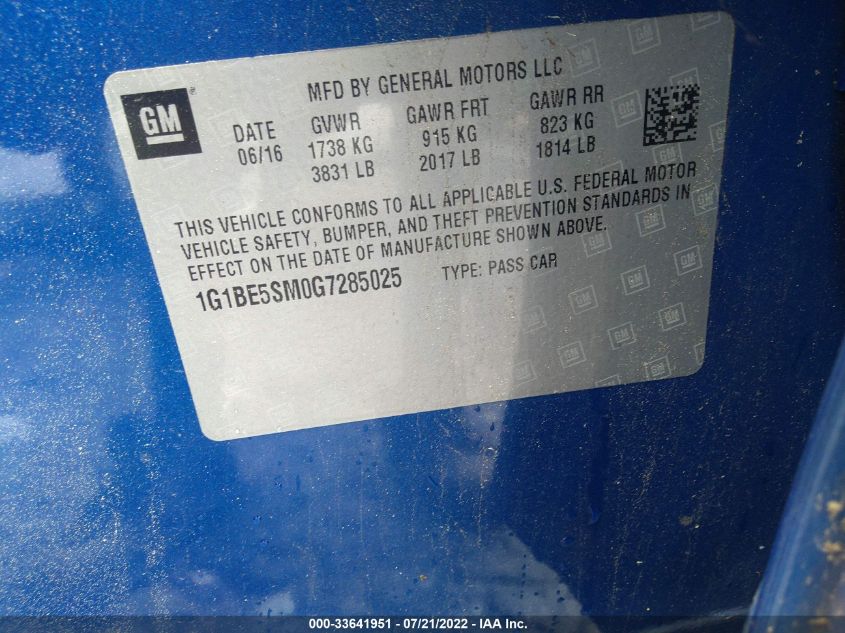 MFD BY GENERAL MOTORS LLC
GM
DATE GVWR GAWR FRT GAWR RR
06/16 1738 KG 915 KG 823 KG
3831 LB 2017 LB 1814 LB
THIS VEHICLE CONFORMS TO ALL APPLICABLE U.S. FEDERAL MOTOR
VEHICLE SAFETY, BUMPER, AND THEFT PREVENTION STANDARDS IN
EFFECT ON THE DATE OF MANUFACTURE SHOWN ABOVE.
1G1BE5SM0G7285025 TYPE: PASS CAR
000-33641951 - 07/21/2022 - IAA Inc.